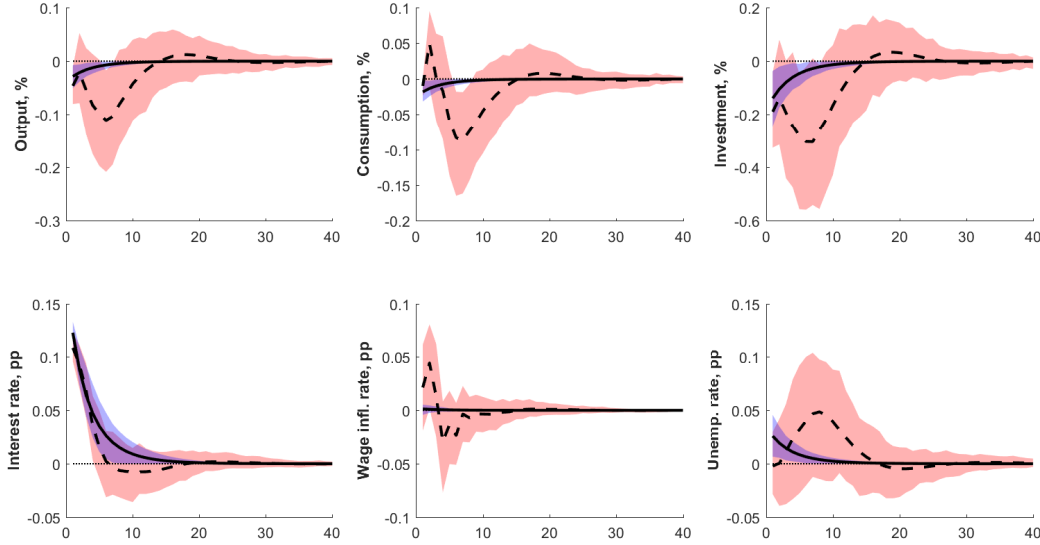 0.1
0
-0.1
-0.2
-0.3
Output, %
0 10 20 30 40
0.1
0.05
0
-0.05
-0.1
-0.15
-0.2
Consumption, %
0 10 20 30 40
0.2
0
-0.2
-0.4
-0.6
Investment, %
0 10 20 30 40
0.15
0.1
0.05
0
-0.05
Interest rate, pp
0 10 20 30 40
0.1
0.05
0
-0.05
-0.1
Wage infl. rate, pp
0 10 20 30 40
0.15
0.1
0.05
0
-0.05
Unemp. rate, pp
0 10 20 30 40